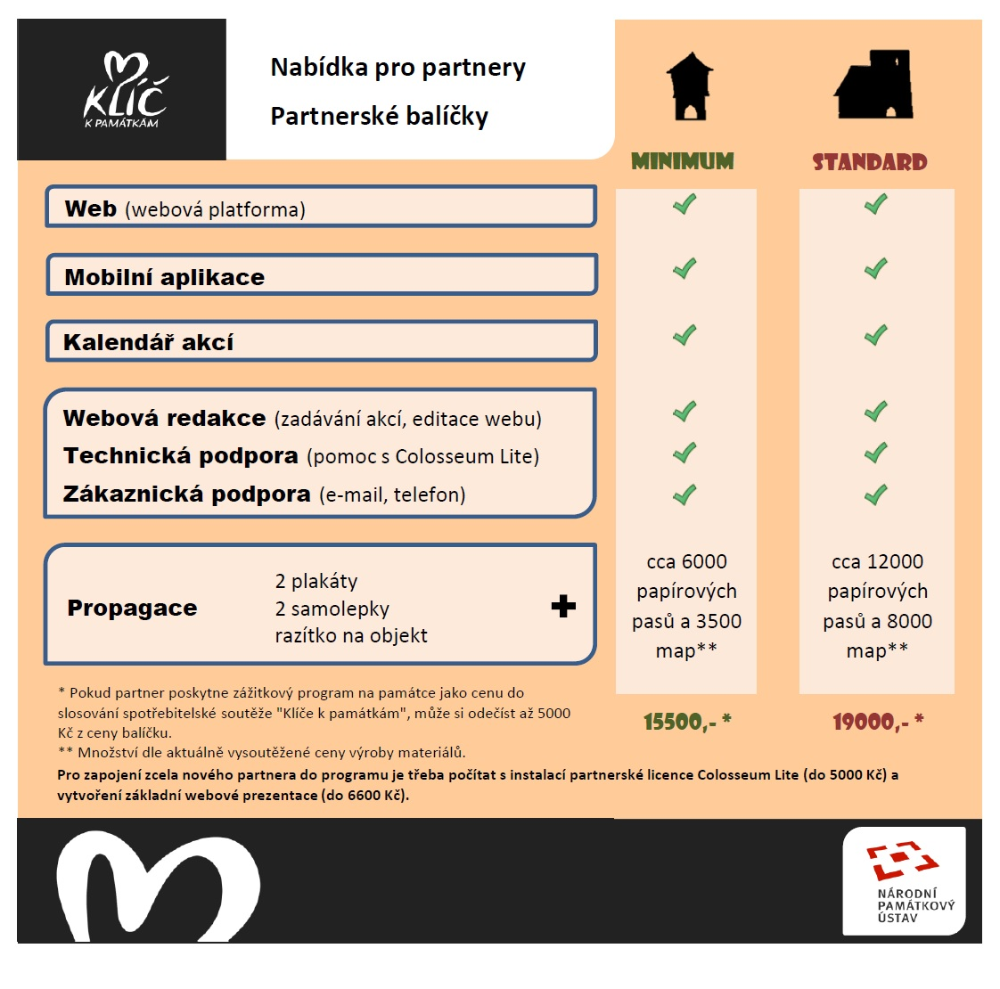 KLÍČ
K PAMÁTKÁM
Nabídka pro partnery
Partnerské balíčky
MINIMUM
STANDARD
Web (webová platforma)
Mobilní aplikace
Kalendář akcí
Webová redakce (zadávání akcí, editace webu)
Technická podpora (pomoc s Colosseum Lite)
Zákaznická podpora (e-mail, telefon)
Propagace
2 plakáty
2 samolepky
razítko na objekt
+
cca 6000
papírových
pasů a 3500
map**
cca 12000
papírových
pasů a 8000
map**
15500,- *
19000,- *
* Pokud partner poskytne zážitkový program na památce jako cenu do
slosování spotřebitelské soutěže "Klíče k památkám", může si odečíst až 5000
Kč z ceny balíčku.
** Množství dle aktuálně vysoutěžené ceny výroby materiálů.
Pro zapojení zcela nového partnera do programu je třeba počítat s instalací partnerské licence Colosseum Lite (do 5000 Kč) a
vytvoření základní webové prezentace (do 6600 Kč).
NÁRODNÍ
PAMÁTKOVÝ
ÚSTAV